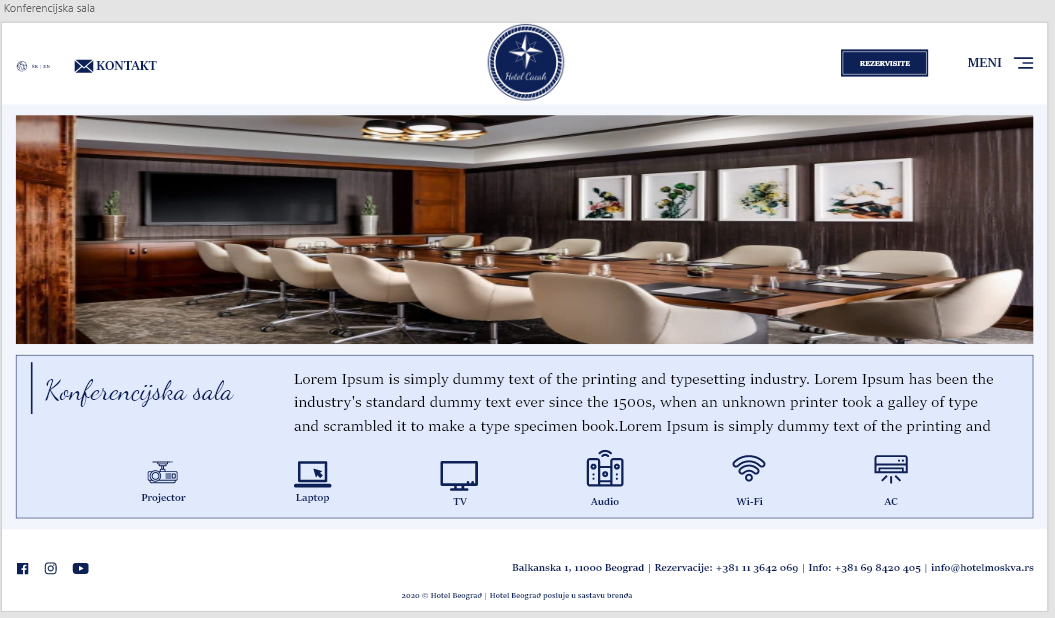 Konferencijska sala
SR | EN
KONTAKT
Hotel Cacak
REZERVISITE
MENI
Konferencijska sala
Lorem Ipsum is simply dummy text of the printing and typesetting industry. Lorem Ipsum has been the
industry's standard dummy text ever since the 1500s, when an unknown printer took a galley of type
and scrambled it to make a type specimen book.Lorem Ipsum is simply dummy text of the printing and
Projector
Laptop
TV
Audio
Wi-Fi
AC
Balkanska 1, 11000 Beograd | Rezervacije: +381 11 3642 069 | Info: +381 69 8420 405 | info@hotelmoskva.rs
2020 © Hotel Beograd | Hotel Beograd posluje u sastavu brenda